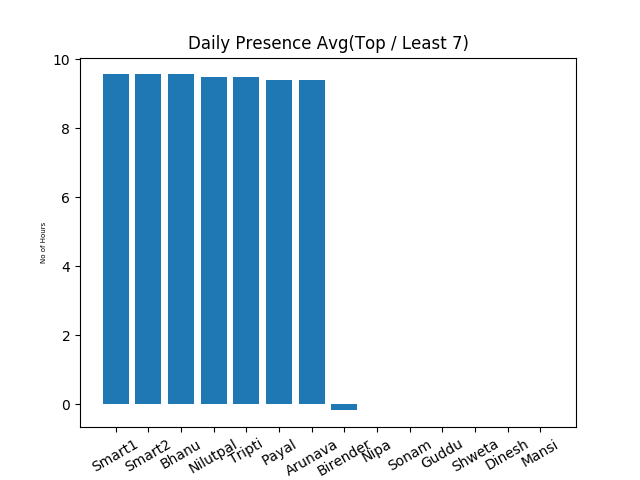 Daily Presence Avg(Top / Least 7)
No of Hours
10
8
6
4
2
0
Smart1
Smart2
Bhanu
Nilutpal
Tripti
Payal
Arunava
Birender
Nipa
Sonam
Guddu
Shweta
Dinesh
Mansi